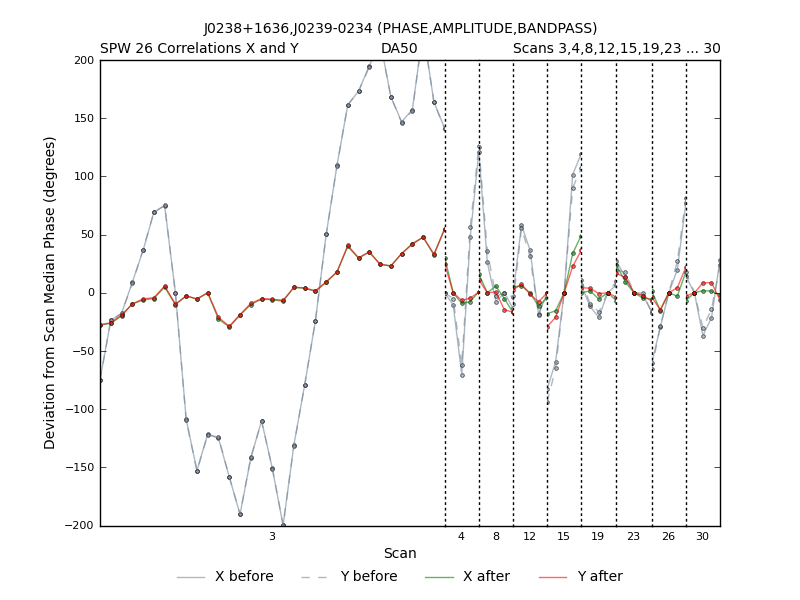 J0238+1636,J0239-0234 (PHASE,AMPLITUDE,BANDPASS)
SPW 26 Correlations X and Y DA50 Scans 3,4,8,12,15,19,23 ... 30
200
150
100
50
0
−50
−100
−150
−200
Deviation from Scan Median Phase (degrees)
3 4 8 12 15 19 23 26 30
Scan
X before Y before X after Y after